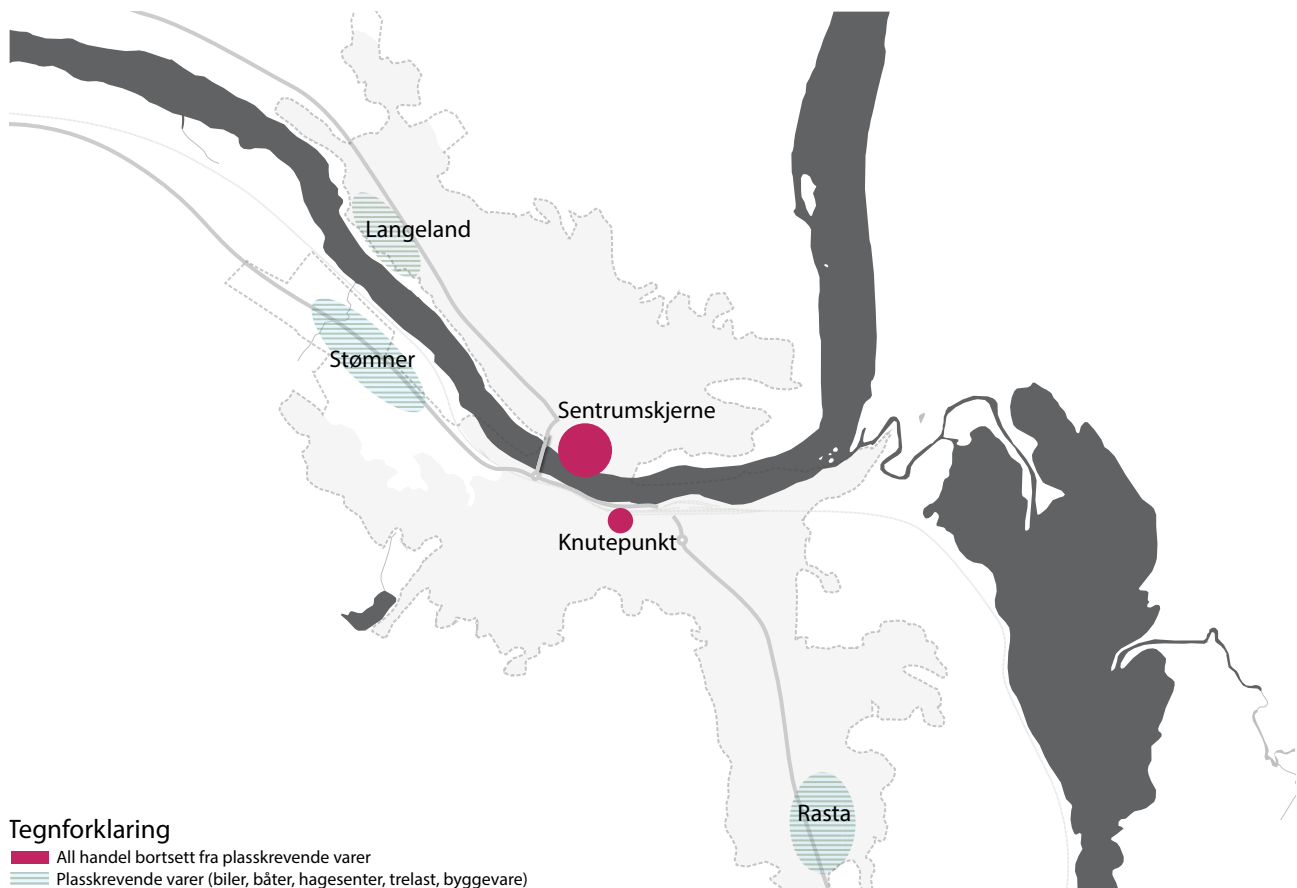 Langeland
Stømner
Sentrumskjerne
Knutepunkt
Rasta
Tegnforklaring
All handel bortsett fra plasskrevende varer
Plasskrevende varer (biler, båter, hagesenter, trelast, byggevare)